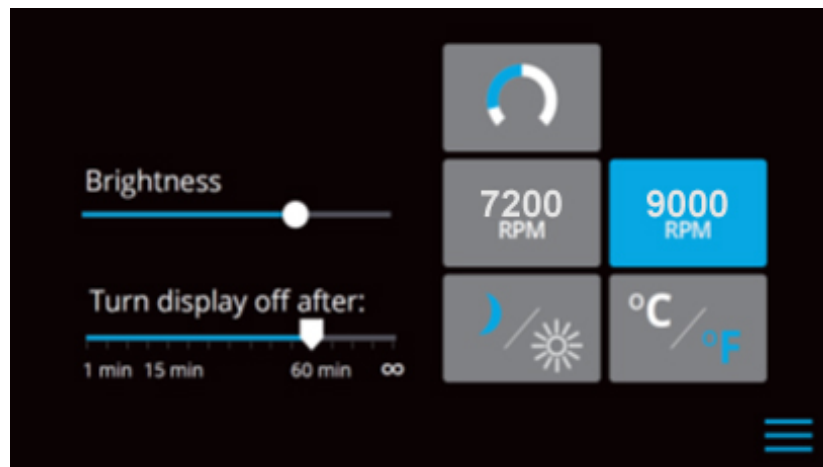 Brightness
Turn display off after:
1 min 15 min 60 min ∞
7200
RPM
9000
RPM
°C/°F